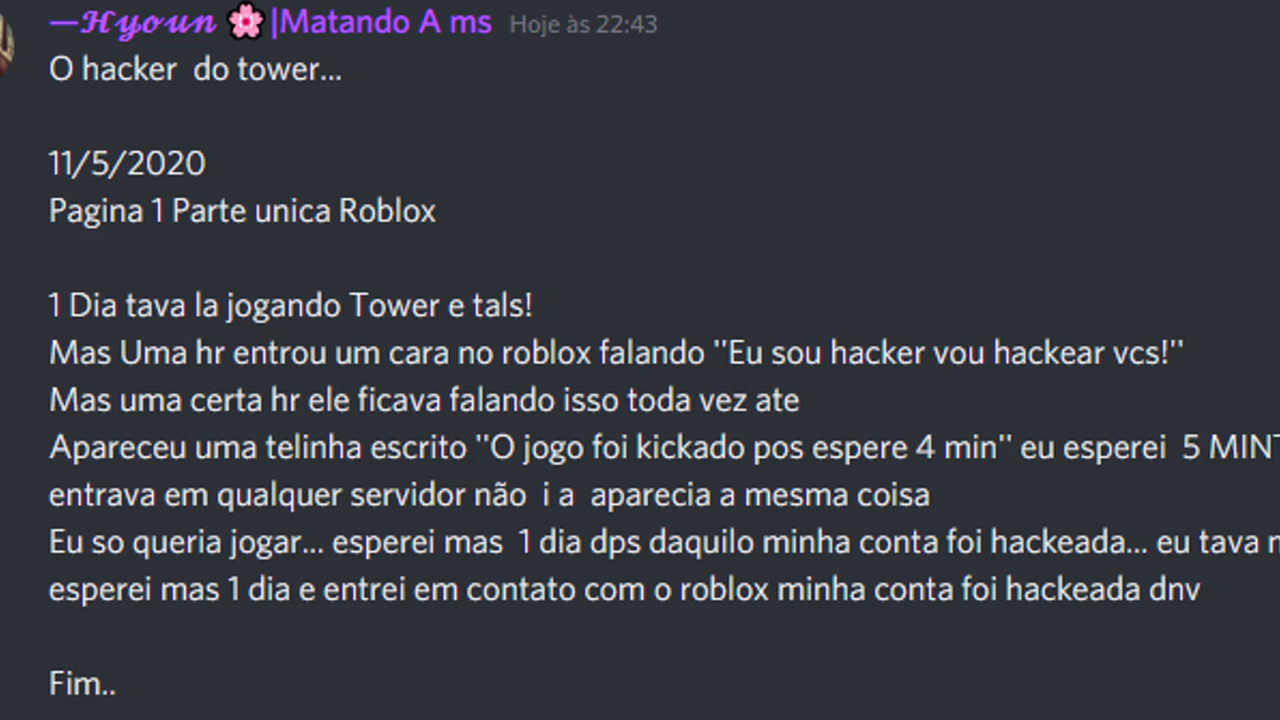 —𝓗𝔂𝓸𝓾𝓷 🌸|Matando A ms Hoje às 22:43
O hacker do tower...
11/5/2020
Pagina 1 Parte unica Roblox
1 Dia tava la jogando Tower e tals!
Mas Uma hr entrou um cara no roblox falando "Eu sou hacker vou hackear vcs!"
Mas uma certa hr ele ficava falando isso toda vez ate
Apareceu uma telinha escrito "O jogo foi kickado pos espere 4 min" eu esperei 5 MINT
entrava em qualquer servidor não i a aparecia a mesma coisa
Eu so queria jogar... esperei mas 1 dia dps daquilo minha conta foi hackeada... eu tava
esperei mas 1 dia e entrei em contato com o roblox minha conta foi hackeada dnv
Fim..